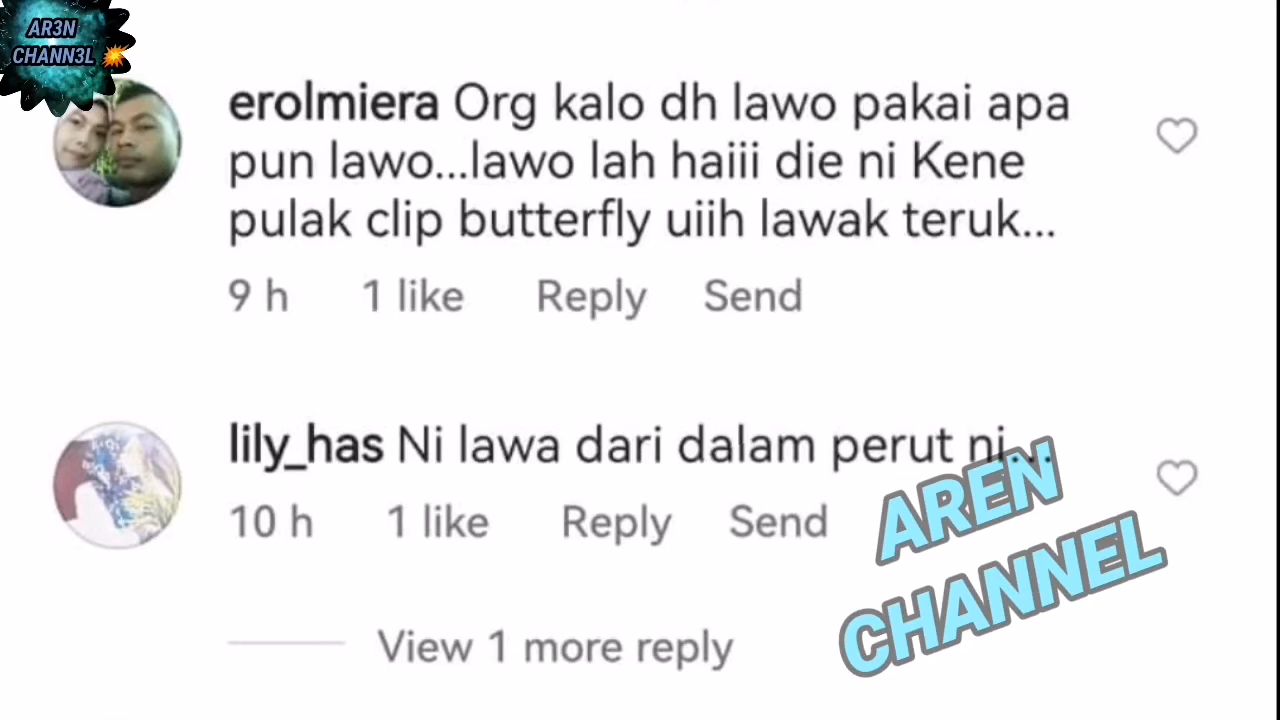 AR3N
CHANN3L
erolmiera Org kalo dh lawo pakai apa
pun lawo...lawo lah haiii die ni Kene
pulak clip butterfly uiih lawak teruk...
9 h 1 like Reply Send
lily_has Ni lawa dari dalam perut ni...
10 h 1 like Reply Send
AREN
CHANNEL
View 1 more reply